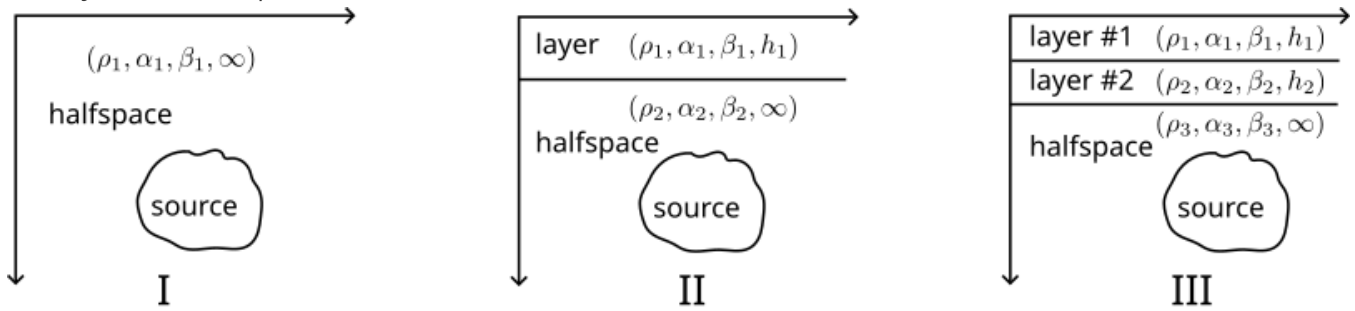 (ρ₁, α₁, β₁, ∞)
halfspace
source
I
layer (ρ₁, α₁, β₁, h₁)
(ρ₂, α₂, β₂, ∞)
halfspace
source
II
layer #1 (ρ₁, α₁, β₁, h₁)
layer #2 (ρ₂, α₂, β₂, h₂)
(ρ₃, α₃, β₃, ∞)
halfspace
source
III